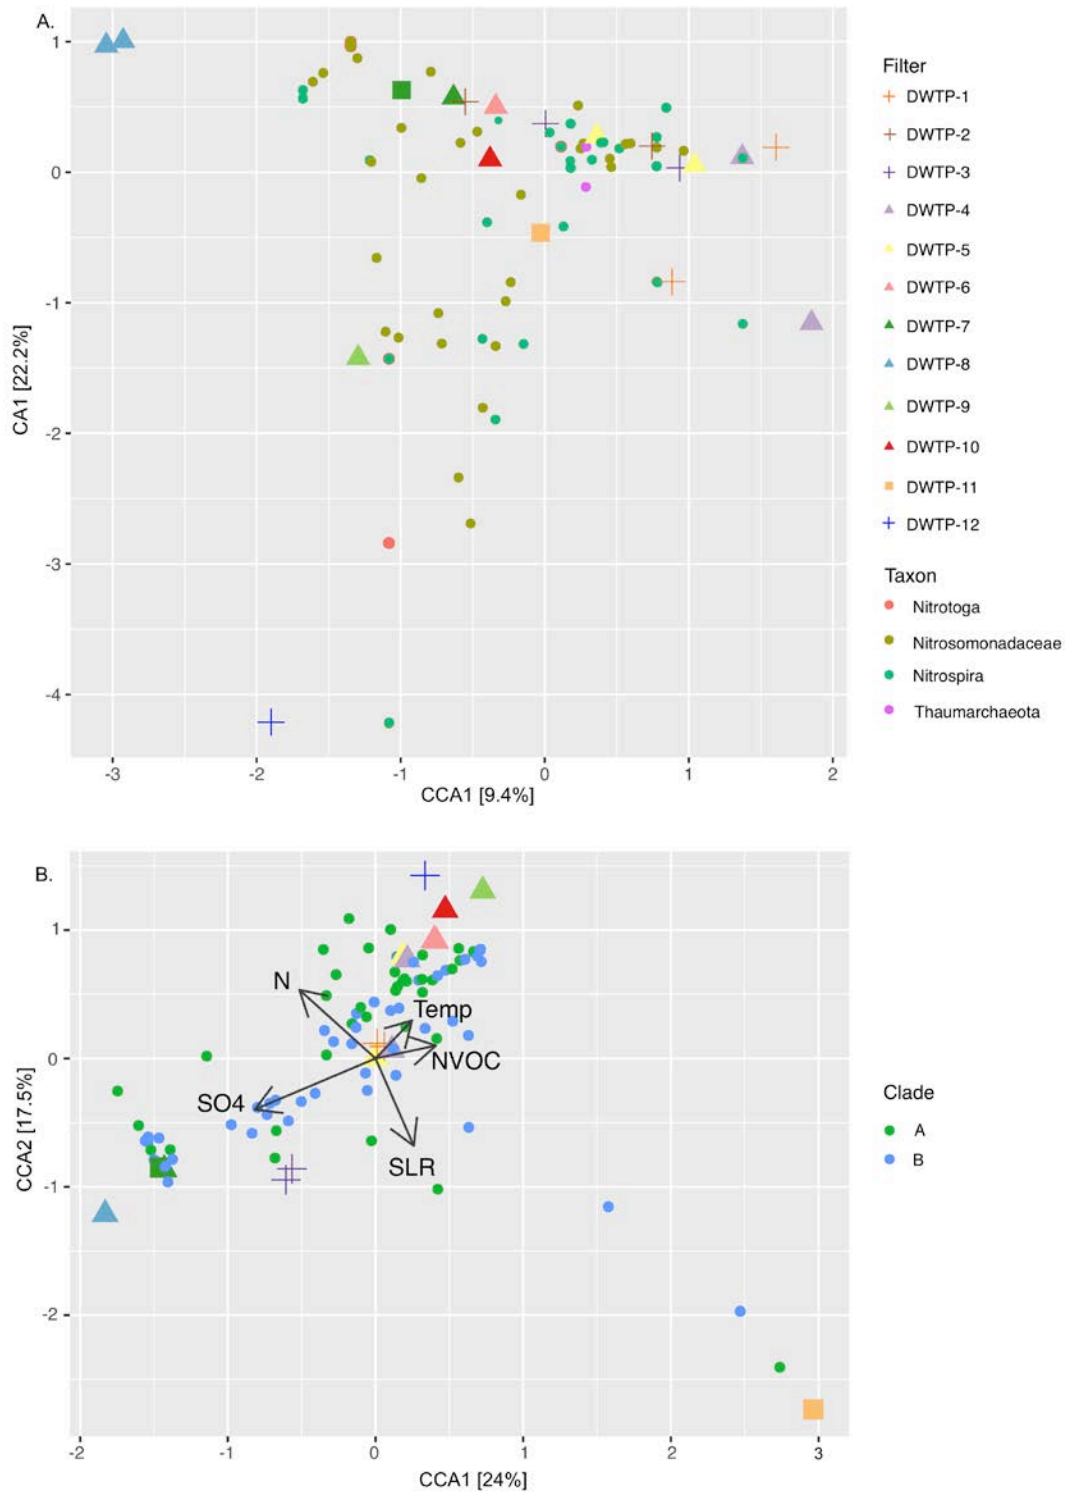 A.
1
0
-1
-2
-3
-4
CA1 [22.2%]
-3 -2 -1 0 1 2
CCA1 [9.4%]
Filter
DWTP-1
DWTP-2
DWTP-3
DWTP-4
DWTP-5
DWTP-6
DWTP-7
DWTP-8
DWTP-9
DWTP-10
DWTP-11
DWTP-12
Taxon
Nitrotoga
Nitrosomonadaceae
Nitrospira
Thaumarchaeota
B.
1
0
-1
-2
CCA2 [17.5%]
N
Temp
NVOC
SO4
SLR
-2 -1 0 1 2 3
CCA1 [24%]
Clade
A
B